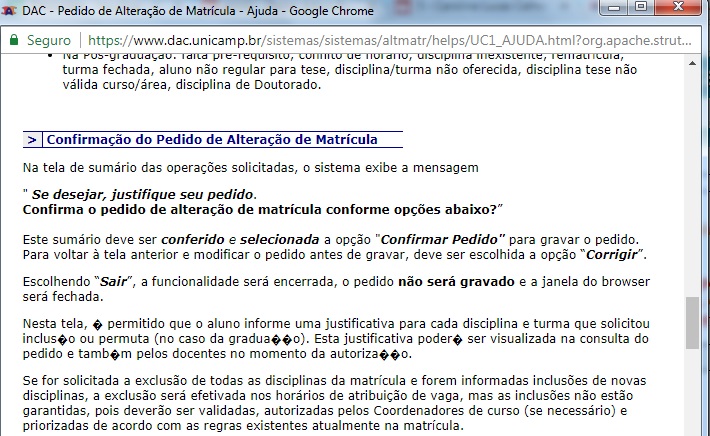 DAC - Pedido de Alteração de Matrícula - Ajuda - Google Chrome
Seguro | https://www.dac.unicamp.br/sistemas/sistemas/altmatr/helps/UC1_AJUDA.html?org.apache.strut...
• Na Pós-graduação: falta pré-requisito, conflito de horário, disciplina inexistente, rematrícula,
turma fechada, aluno não regular para tese, disciplina/turma não oferecida, disciplina tese não
válida curso/área, disciplina de Doutorado.
> Confirmação do Pedido de Alteração de Matrícula
Na tela de sumário das operações solicitadas, o sistema exibe a mensagem
" Se desejar, justifique seu pedido.
Confirma o pedido de alteração de matrícula conforme opções abaixo?”
Este sumário deve ser conferido e selecionada a opção "Confirmar Pedido" para gravar o pedido.
Para voltar à tela anterior e modificar o pedido antes de gravar, deve ser escolhida a opção “Corrigir”.
Escolhendo “Sair”, a funcionalidade será encerrada, o pedido não será gravado e a janela do browser
será fechada.
Nesta tela, � permitido que o aluno informe uma justificativa para cada disciplina e turma que solicitou
inclus�o ou permuta (no caso da gradua��o). Esta justificativa poder� ser visualizada na consulta do
pedido e tamb�m pelos docentes no momento da autoriza��o.
Se for solicitada a exclusão de todas as disciplinas da matrícula e forem informadas inclusões de novas
disciplinas, a exclusão será efetivada nos horários de atribuição de vaga, mas as inclusões não estão
garantidas, pois deverão ser validadas, autorizadas pelos Coordenadores de curso (se necessário) e
priorizadas de acordo com as regras existentes atualmente na matrícula.